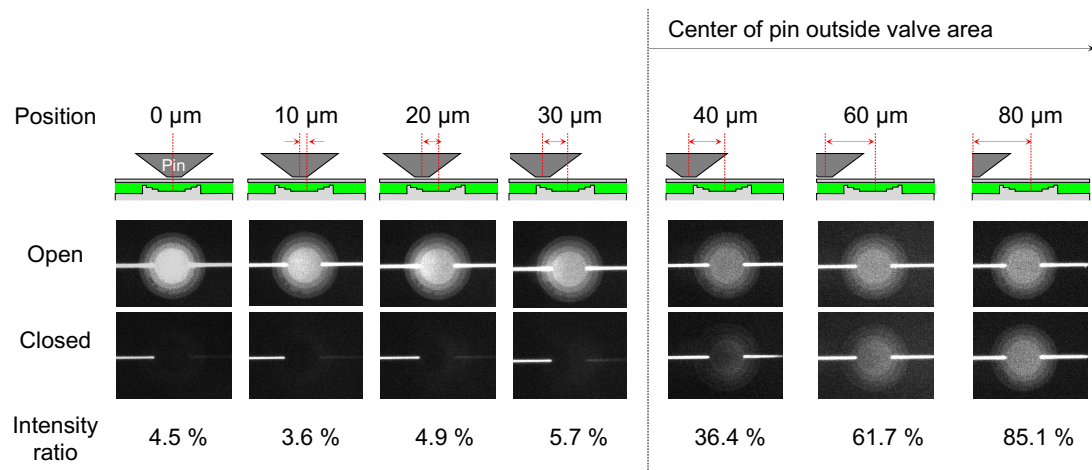 Center of pin outside valve area
Position 0 µm 10 µm 20 µm 30 µm 40 µm 60 µm 80 µm
Pin
Open
Closed
Intensity
ratio 4.5 % 3.6 % 4.9 % 5.7 % 36.4 % 61.7 % 85.1 %